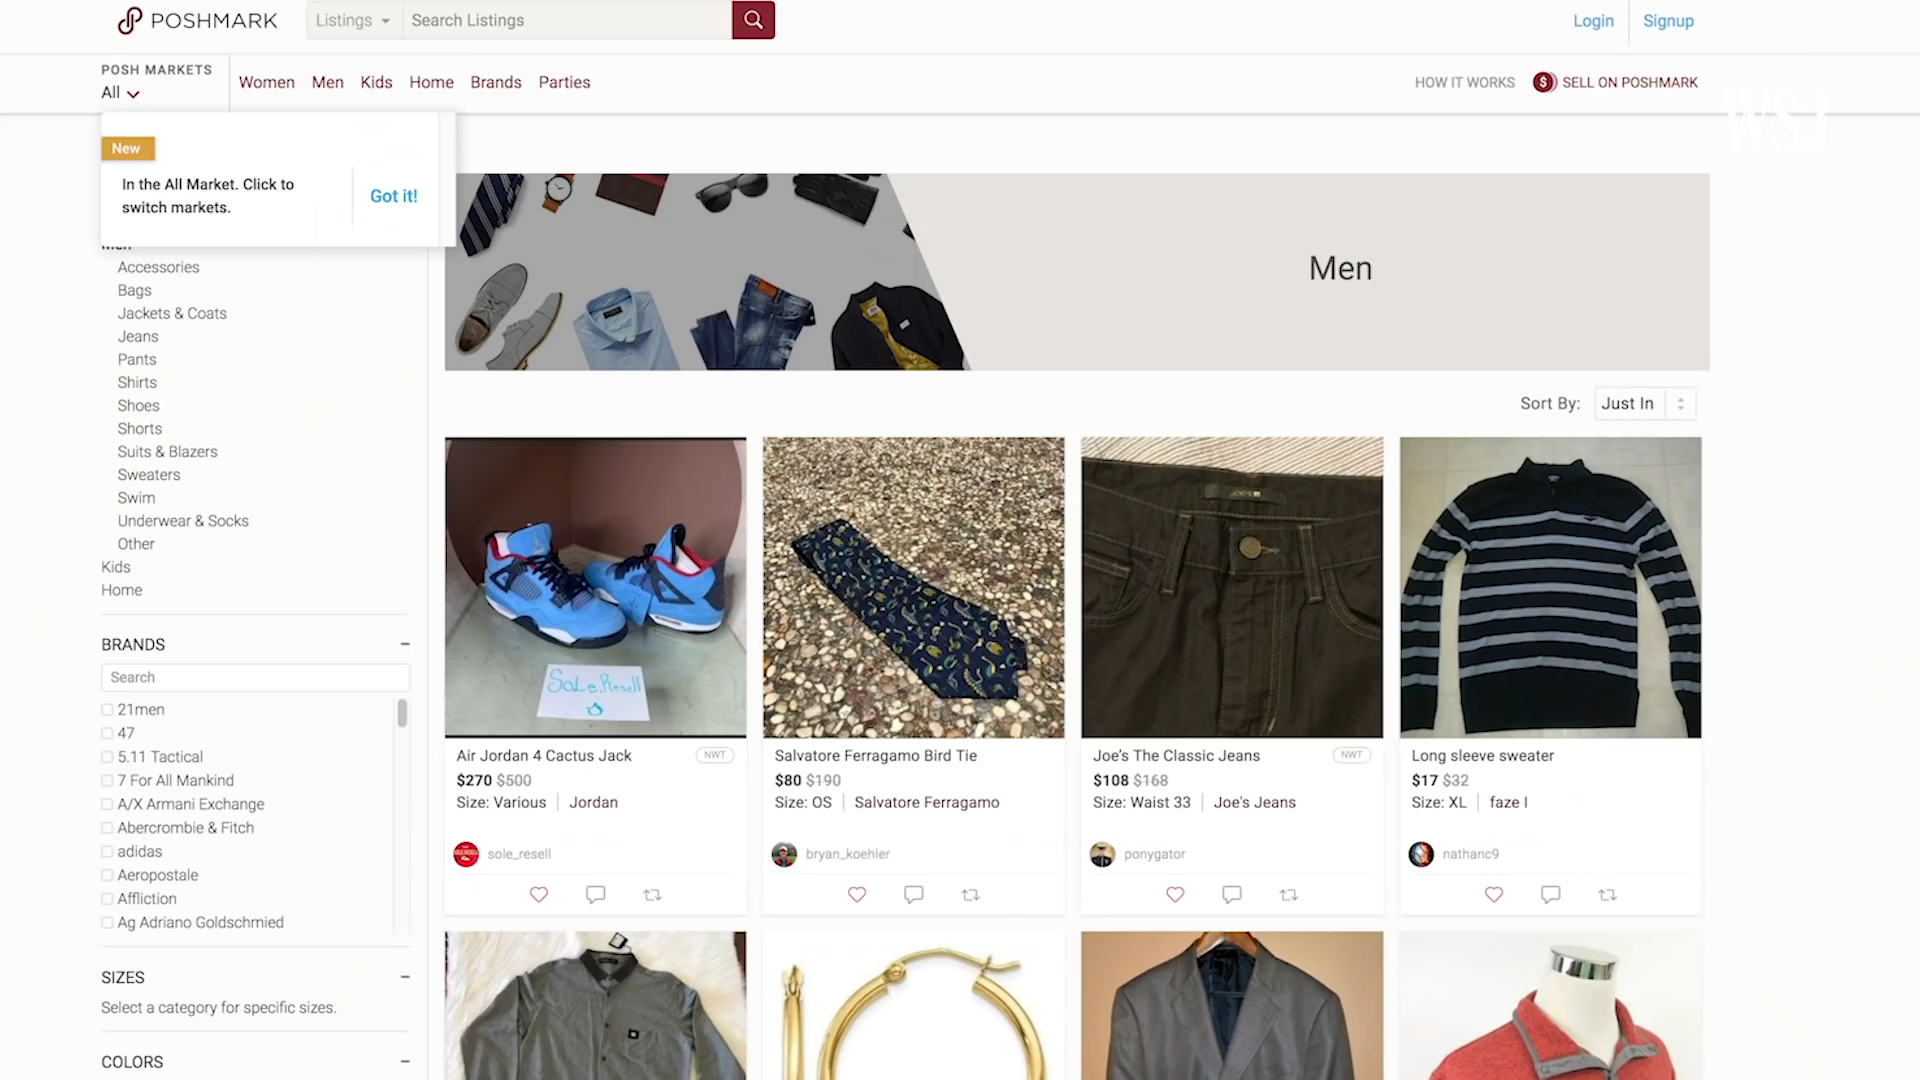 POSHMARK
Listings
Search Listings
Login
Signup
POSH MARKETS
All
Women
Men
Kids
Home
Brands
Parties
HOW IT WORKS
$ SELL ON POSHMARK
WSJ
New
In the All Market. Click to
switch markets.
Got it!
Men
Men
Accessories
Bags
Jackets & Coats
Jeans
Pants
Shirts
Shoes
Shorts
Suits & Blazers
Sweaters
Swim
Underwear & Socks
Other
Kids
Home
BRANDS
Search
21men
47
5.11 Tactical
7 For All Mankind
A/X Armani Exchange
Abercrombie & Fitch
adidas
Aeropostale
Affliction
Ag Adriano Goldschmied
SIZES
Select a category for specific sizes.
COLORS
Sort By:
Just In
Sole.Resell
Air Jordan 4 Cactus Jack
NWT
$270 $500
Size: Various
Jordan
sole_resell
Salvatore Ferragamo Bird Tie
$80 $190
Size: OS
Salvatore Ferragamo
bryan_koehler
JOE'S
Joe's The Classic Jeans
NWT
$108 $168
Size: Waist 33
Joe's Jeans
ponygator
Long sleeve sweater
$17 $32
Size: XL
faze I
nathanc9